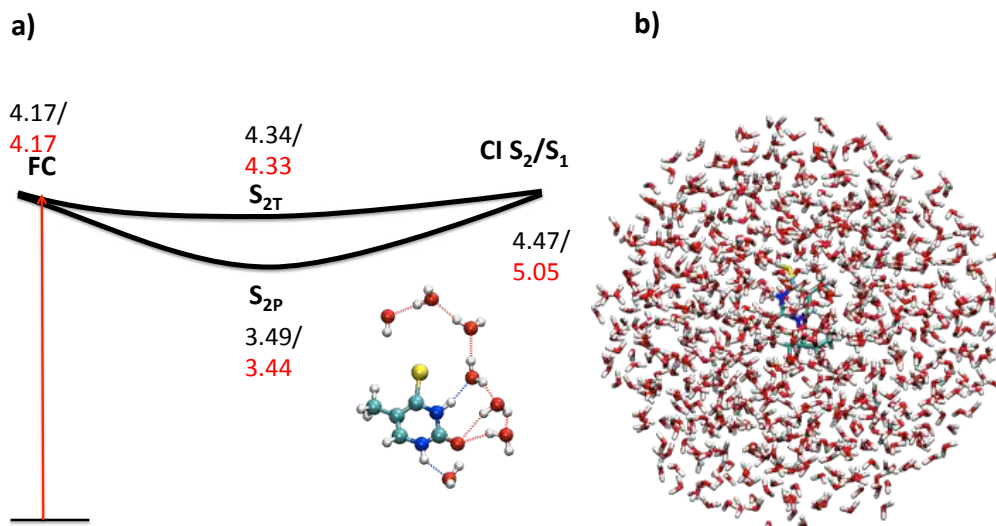 a)
b)
4.17/
4.17
FC
4.34/
4.33
S2T
CI S2/S1
4.47/
5.05
S2P
3.49/
3.44